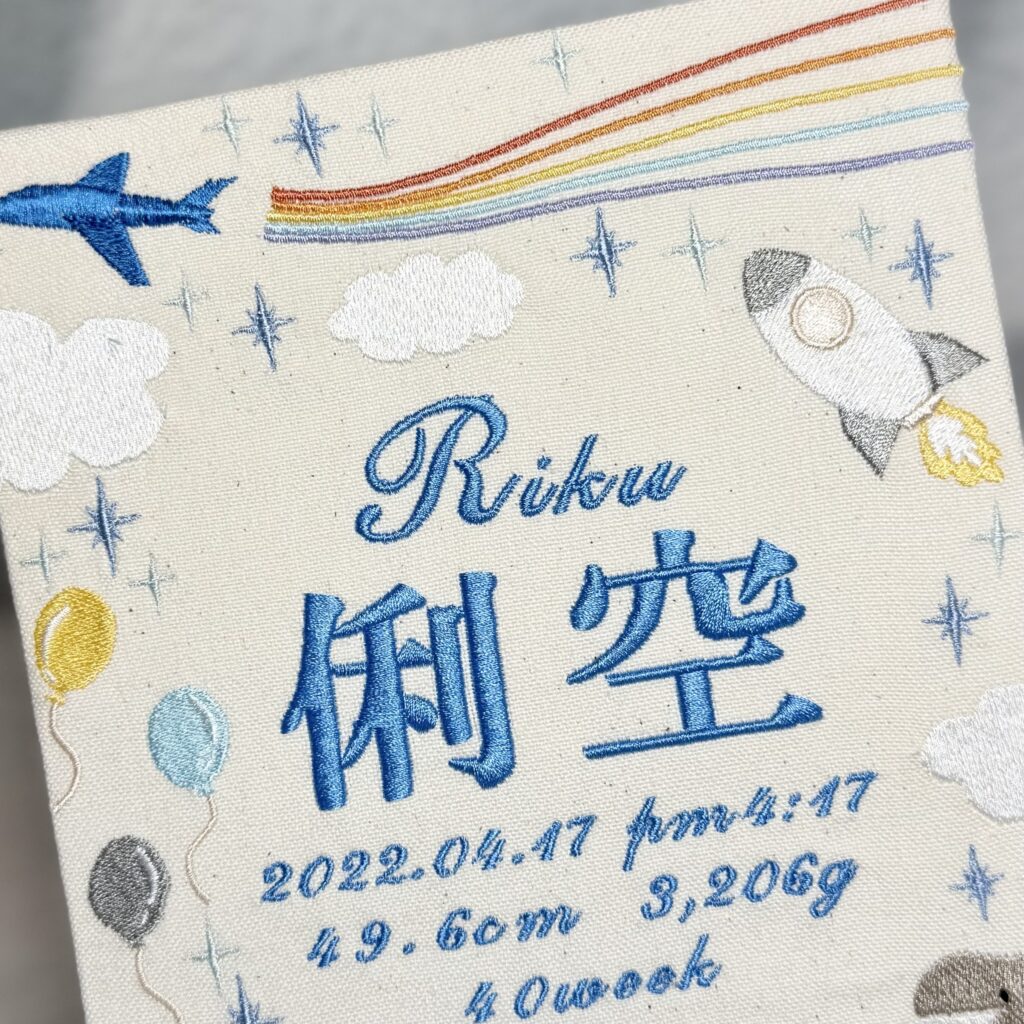 Riku
俐空
2022.04.17 pm4:17
49.6cm 3,206g
40week